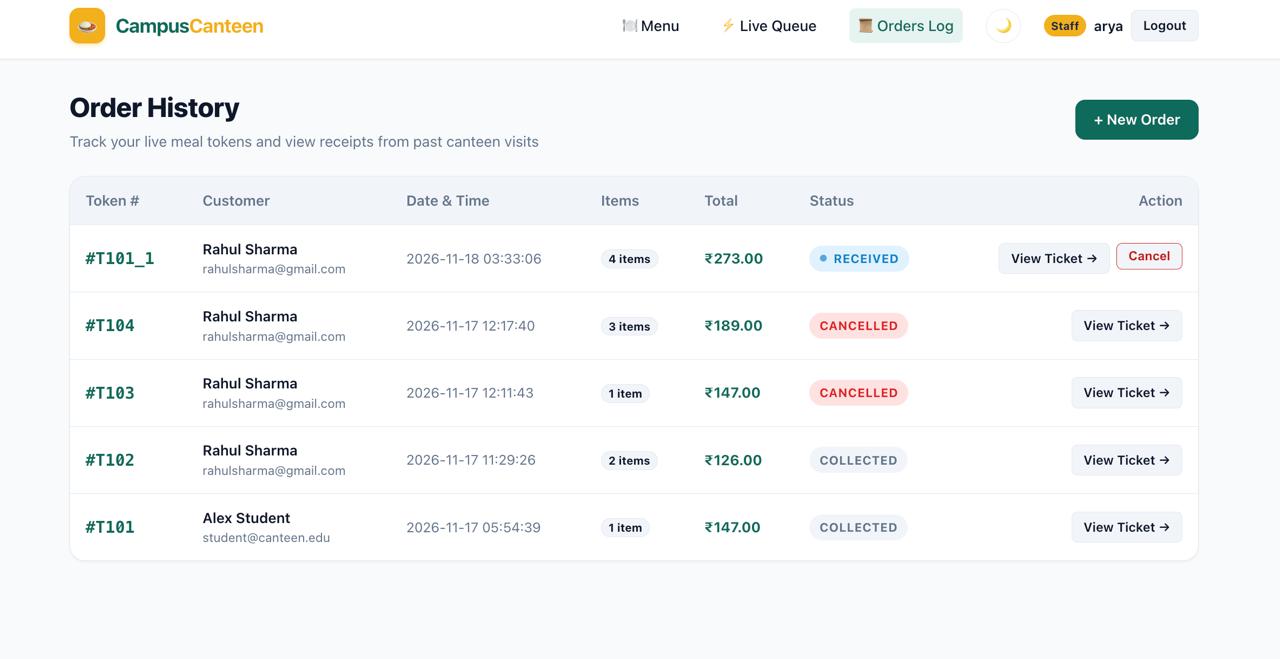 CampusCanteen
🍽️ Menu
⚡ Live Queue
📜 Orders Log
🌙
Staff arya Logout
Order History
Track your live meal tokens and view receipts from past canteen visits
+ New Order
Token # Customer Date & Time Items Total Status Action
#T101_1 Rahul Sharma rahulsharma@gmail.com 2026-11-18 03:33:06 4 items ₹273.00 RECEIVED View Ticket → Cancel
#T104 Rahul Sharma rahulsharma@gmail.com 2026-11-17 12:17:40 3 items ₹189.00 CANCELLED View Ticket →
#T103 Rahul Sharma rahulsharma@gmail.com 2026-11-17 12:11:43 1 item ₹147.00 CANCELLED View Ticket →
#T102 Rahul Sharma rahulsharma@gmail.com 2026-11-17 11:29:26 2 items ₹126.00 COLLECTED View Ticket →
#T101 Alex Student student@canteen.edu 2026-11-17 05:54:39 1 item ₹147.00 COLLECTED View Ticket →